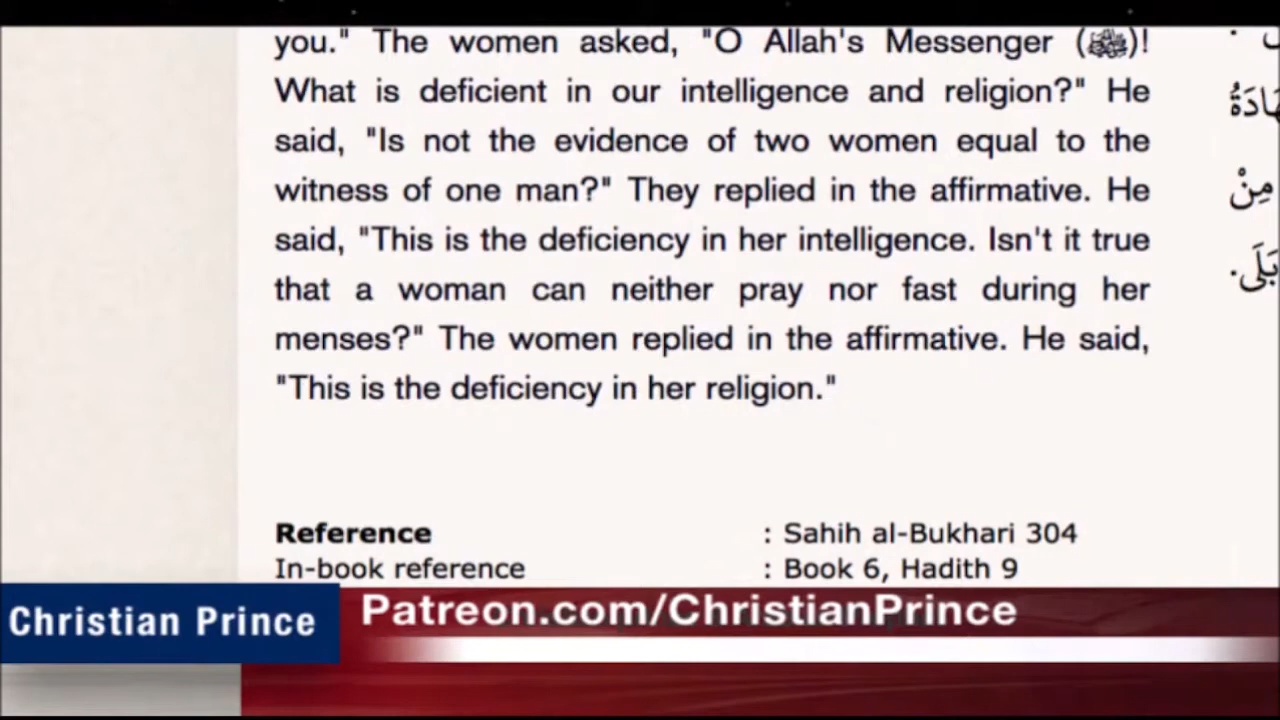 you." The women asked, "O Allah's Messenger (ﷺ)!
What is deficient in our intelligence and religion?" He
said, "Is not the evidence of two women equal to the
witness of one man?" They replied in the affirmative. He
said, "This is the deficiency in her intelligence. Isn't it true
that a woman can neither pray nor fast during her
menses?" The women replied in the affirmative. He said,
"This is the deficiency in her religion."
مِنْ
بَلَى.
Reference : Sahih al-Bukhari 304
In-book reference : Book 6, Hadith 9
Christian Prince
Patreon.com/ChristianPrince